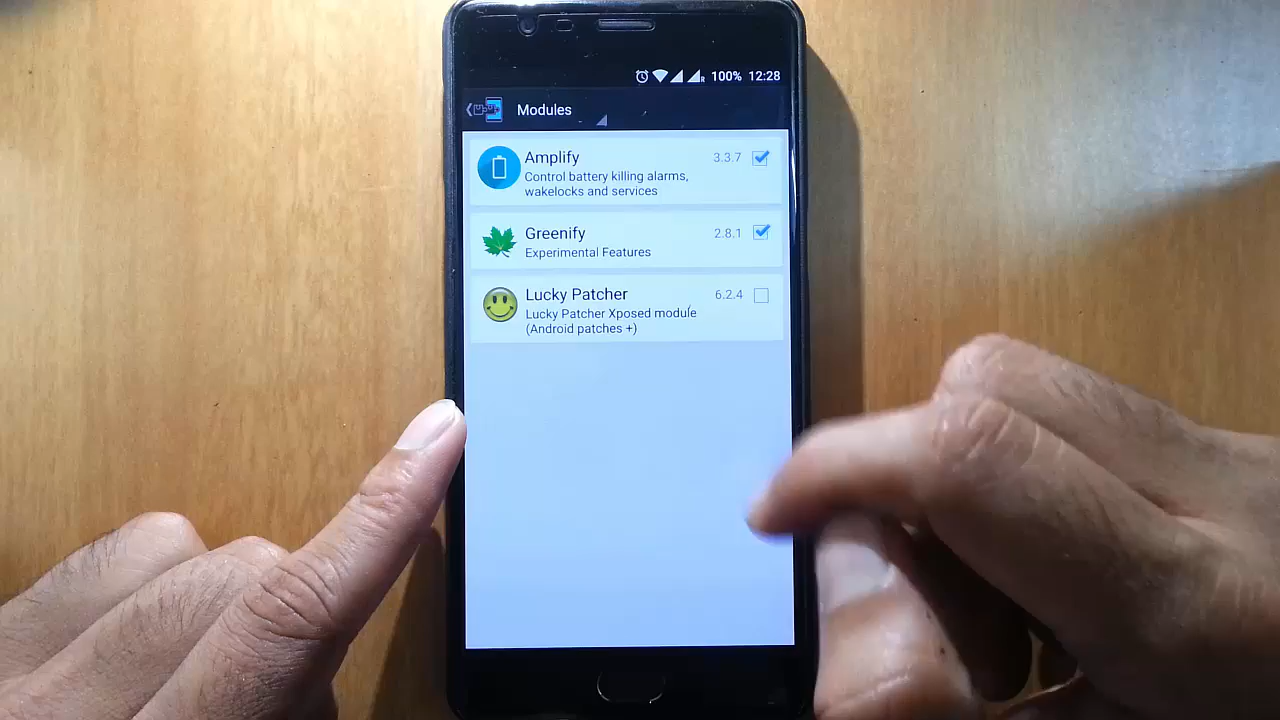 100% 12:28
Modules
Amplify 3.3.7
Control battery killing alarms,
wakelocks and services
Greenify 2.8.1
Experimental Features
Lucky Patcher 6.2.4
Lucky Patcher Xposed module
(Android patches +)